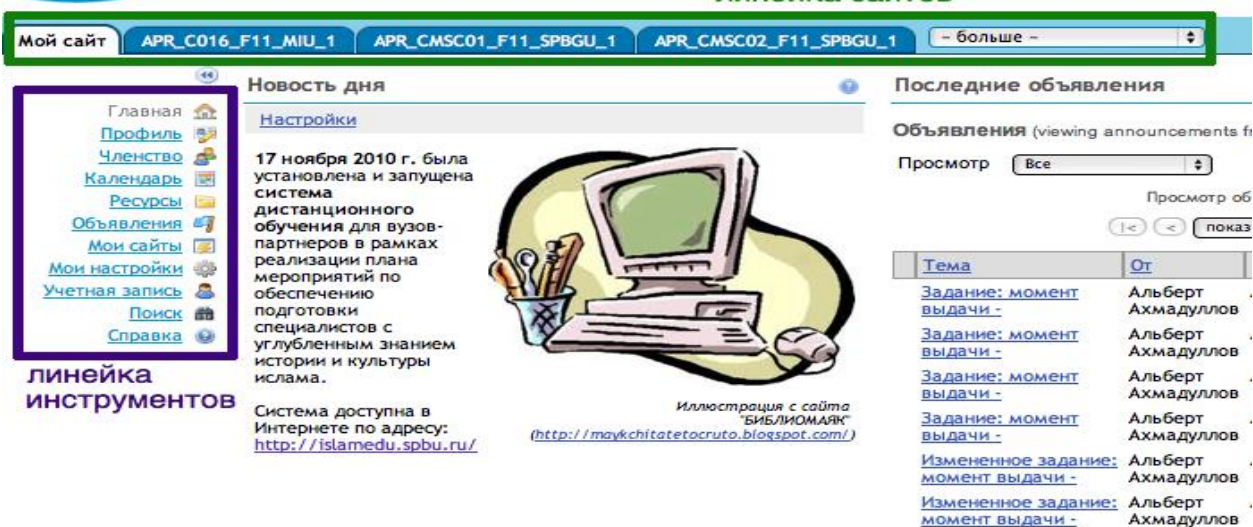 линейка сайтов
Мой сайт APR_C016_F11_MIU_1 APR_CMSC01_F11_SPBGU_1 APR_CMSC02_F11_SPBGU_1 – больше –
Главная
Профиль
Членство
Календарь
Ресурсы
Объявления
Мои сайты
Мои настройки
Учетная запись
Поиск
Справка
линейка
инструментов
Новость дня
Настройки
17 ноября 2010 г. была
установлена и запущена
система
дистанционного
обучения для вузов-
партнеров в рамках
реализации плана
мероприятий по
обеспечению
подготовки
специалистов с
углубленным знанием
истории и культуры
ислама.
Система доступна в
Интернете по адресу:
http://islamedu.spbu.ru/
Иллюстрация с сайта
"БИБЛИОМАЯК"
(http://maykchitatetocruto.blogspot.com/)
Последние объявления
Объявления (viewing announcements
Просмотр Все
Просмотр
|< <
Тема От
Задание: момент Альберт
выдачи - Ахмадуллов
Задание: момент Альберт
выдачи - Ахмадуллов
Задание: момент Альберт
выдачи - Ахмадуллов
Задание: момент Альберт
выдачи - Ахмадуллов
Измененное задание: Альберт
момент выдачи - Ахмадуллов
Измененное задание: Альберт
момент выдачи - Ахмадуллов